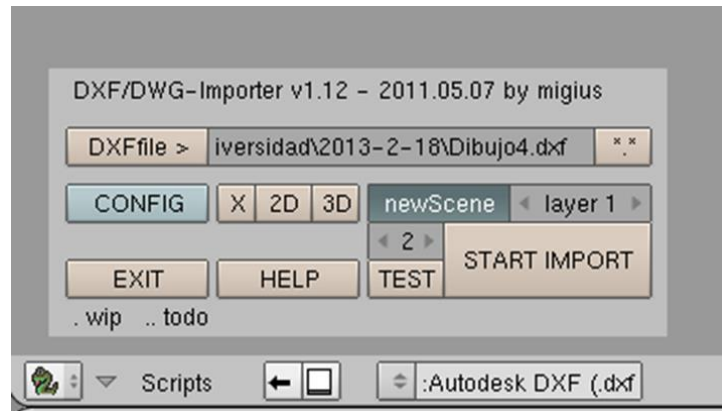 DXF/DWG-Importer v1.12 - 2011.05.07 by migius
DXFfile > iversidad\2013-2-18\Dibujo4.dxf *.*
CONFIG X 2D 3D newScene layer 1
2
EXIT HELP TEST START IMPORT
. wip .. todo
Scripts :Autodesk DXF (.dxf